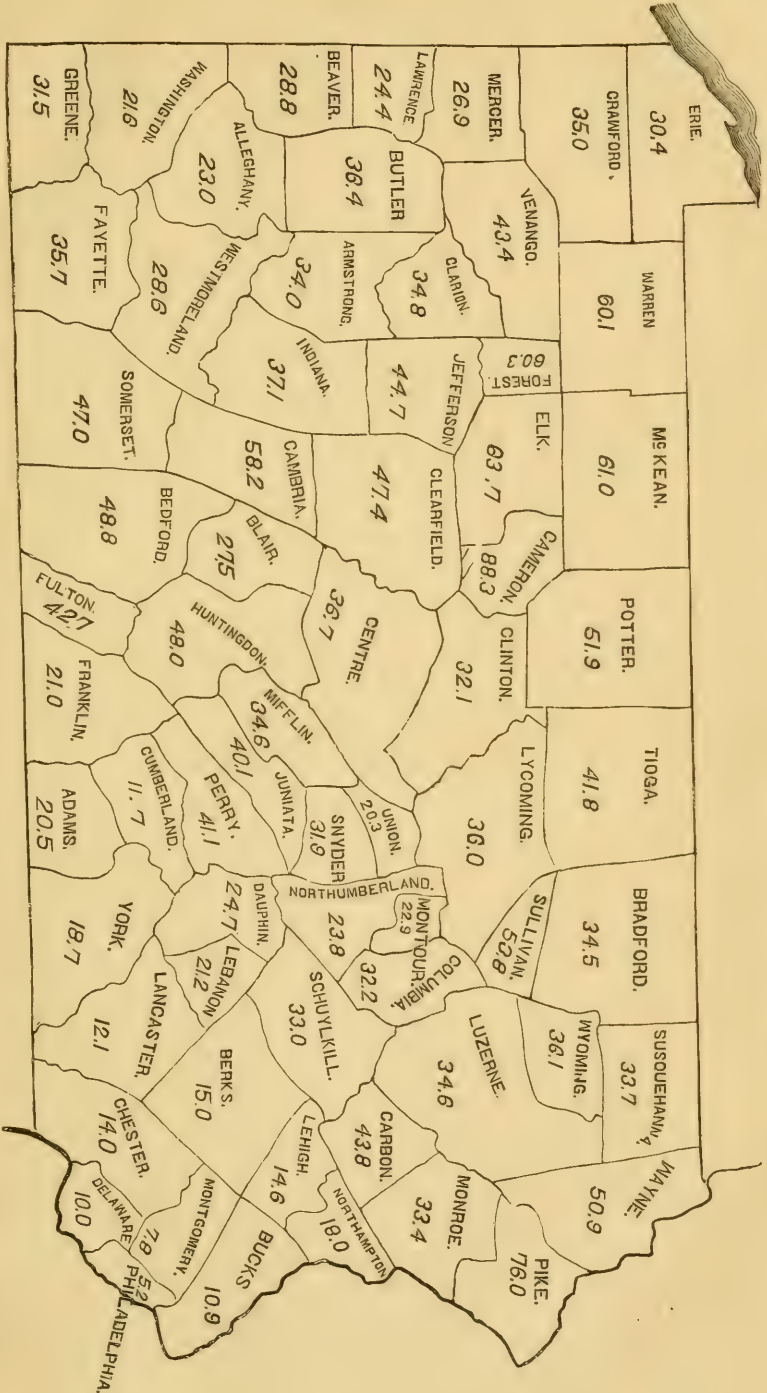 ERIE.
30.4
CRAWFORD.
35.0
MERCER.
26.9
LAWRENCE
24.4
BEAVER.
28.8
WASHINGTON.
21.6
GREENE.
31.5
VENANGO.
43.4
BUTLER
36.4
ALLEGHANY.
23.0
WARREN
60.1
CLARION.
34.8
ARMSTRONG.
34.0
WESTMORELAND.
28.6
FAYETTE.
35.7
FOREST.
60.3
JEFFERSON
44.7
INDIANA.
37.1
McKEAN.
61.0
ELK.
63.7
CLEARFIELD.
47.4
CAMBRIA.
58.2
SOMERSET.
47.0
CAMERON.
88.3
BLAIR.
27.5
BEDFORD.
48.8
POTTER.
51.9
CLINTON.
32.1
CENTRE.
36.7
HUNTINGDON.
48.0
FULTON.
42.7
MIFFLIN.
34.6
FRANKLIN.
21.0
TIOGA.
41.8
LYCOMING.
36.0
UNION.
20.3
SNYDER
31.9
JUNIATA.
40.1
PERRY.
41.1
CUMBERLAND.
11.7
ADAMS.
20.5
BRADFORD.
34.5
SULLIVAN.
53.8
NORTHUMBERLAND.
23.8
MONTOUR.
22.9
COLUMBIA.
32.2
DAUPHIN.
24.7
LEBANON
21.2
YORK.
18.7
SUSQUEHANNA
33.7
WYOMING.
36.1
LUZERNE.
34.6
SCHUYLKILL.
33.0
BERKS.
15.0
LANCASTER.
12.1
WAYNE.
50.9
CARBON.
43.8
LEHIGH.
14.6
CHESTER.
14.0
PIKE.
76.0
MONROE.
33.4
NORTHAMPTON
18.0
BUCKS
10.9
MONTGOMERY.
7.8
DELAWARE
10.0
5.2
PHILADELPHIA.